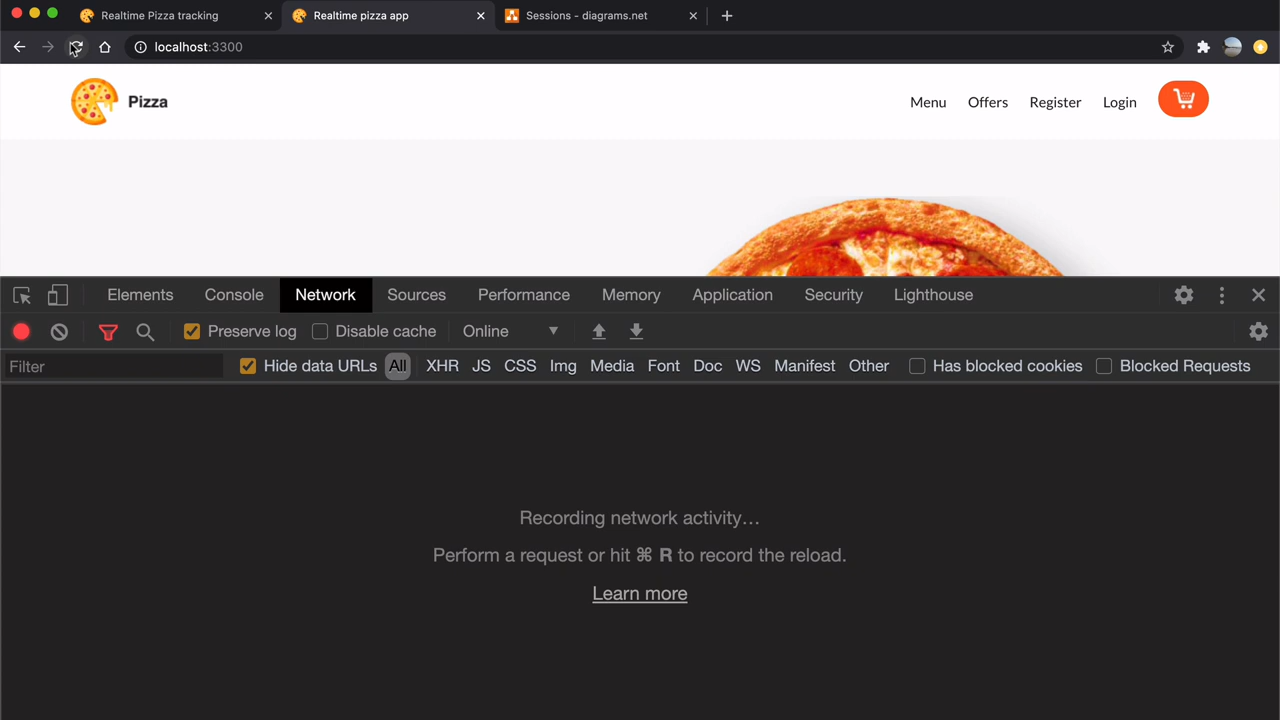 Realtime Pizza tracking
Realtime pizza app
Sessions - diagrams.net
localhost:3300
Pizza
Menu Offers Register Login
Elements Console Network Sources Performance Memory Application Security Lighthouse
Preserve log Disable cache Online
Filter Hide data URLs All XHR JS CSS Img Media Font Doc WS Manifest Other Has blocked cookies Blocked Requests
Recording network activity…
Perform a request or hit ⌘ R to record the reload.
Learn more